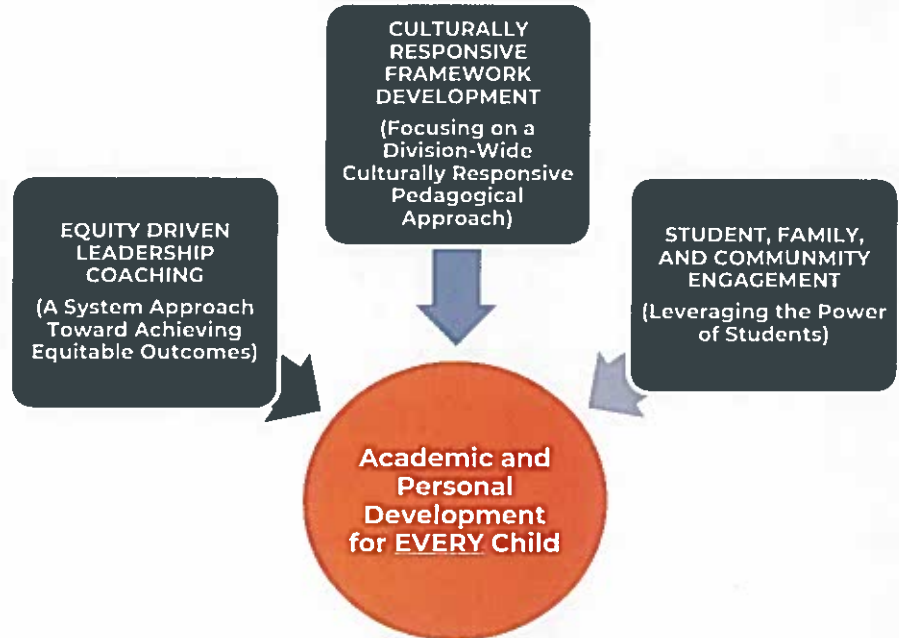 CULTURALLY
RESPONSIVE
FRAMEWORK
DEVELOPMENT
(Focusing on a
Division-Wide
Culturally Responsive
Pedagogical
Approach)
EQUITY DRIVEN
LEADERSHIP
COACHING
(A System Approach
Toward Achieving
Equitable Outcomes)
STUDENT, FAMILY,
AND COMMUNMITY
ENGAGEMENT
(Leveraging the Power
of Students)
Academic and
Personal
Development
for EVERY Child